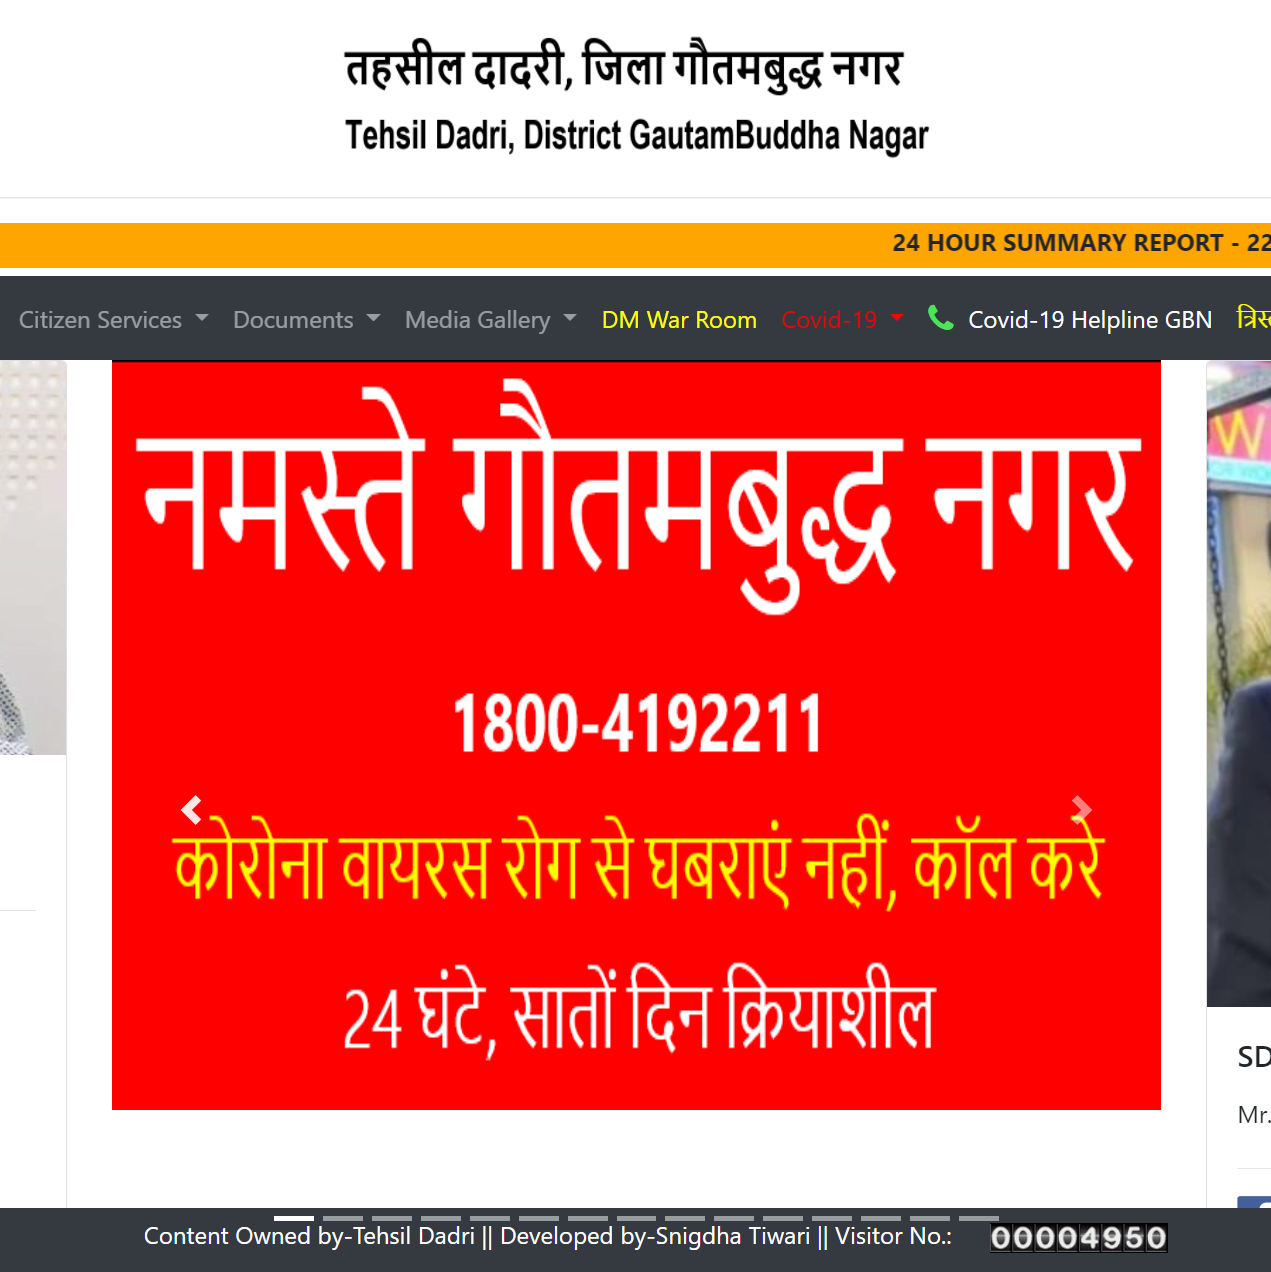 तहसील दादरी, जिला गौतमबुद्ध नगर
Tehsil Dadri, District GautamBuddha Nagar
24 HOUR SUMMARY REPORT - 22
Citizen Services Documents Media Gallery DM War Room Covid-19 Covid-19 Helpline GBN
नमस्ते गौतमबुद्ध नगर
1800-4192211
कोरोना वायरस रोग से घबराएं नहीं, कॉल करे
24 घंटे, सातों दिन क्रियाशील
SD
Mr.
Content Owned by-Tehsil Dadri || Developed by-Snigdha Tiwari || Visitor No.: 00004950